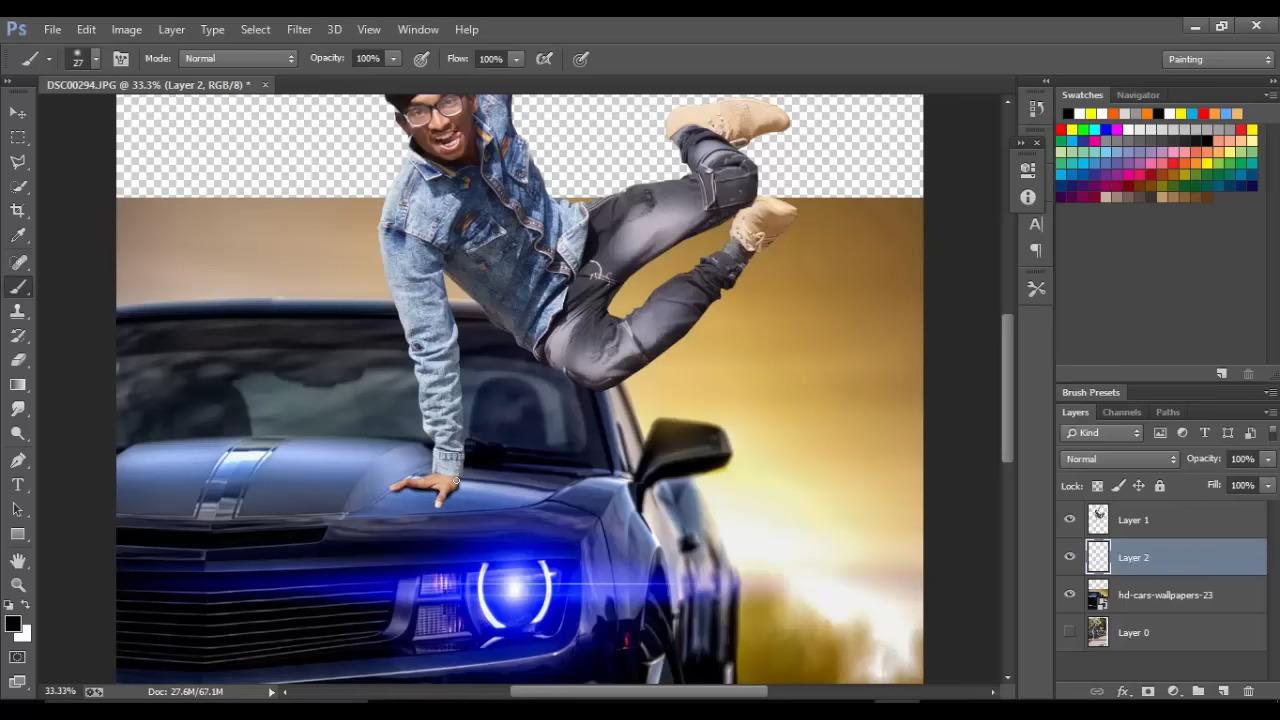 Ps File Edit Image Layer Type Select Filter 3D View Window Help
27 Mode: Normal Opacity: 100% Flow: 100% Painting
DSC00294.JPG @ 33.3% (Layer 2, RGB/8) * ×
Swatches Navigator
Brush Presets
Layers Channels Paths
Kind
Normal Opacity: 100%
Lock: Fill: 100%
Layer 1
Layer 2
hd-cars-wallpapers-23
Layer 0
33.33% Doc: 27.6M/67.1M